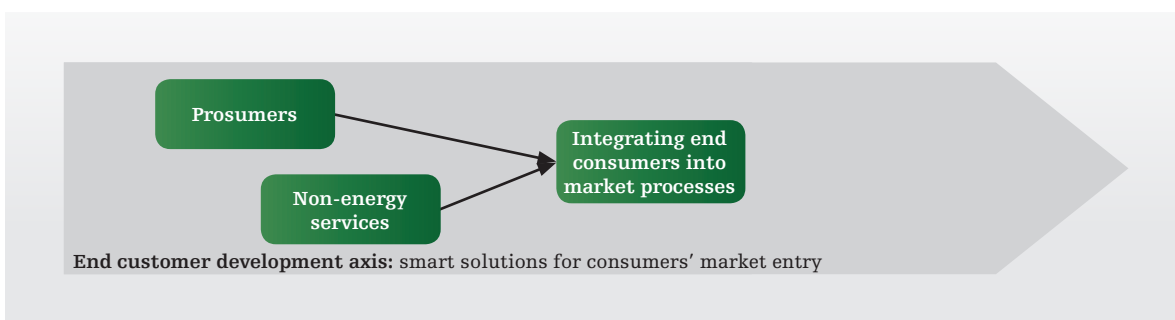 Prosumers
Non-energy
services
Integrating end
consumers into
market processes
End customer development axis: smart solutions for consumers' market entry